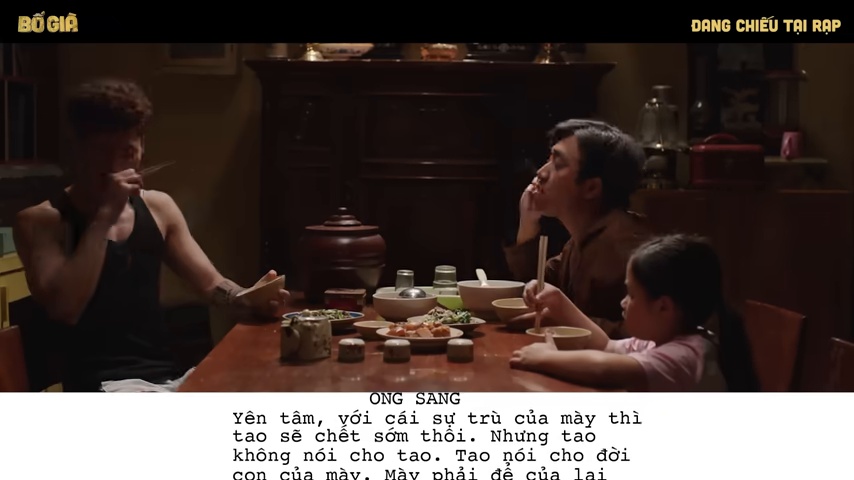 BỐ GIÀ
ĐANG CHIẾU TẠI RẠP
ÔNG SANG
Yên tâm, với cái sự trù của mày thì
tao sẽ chết sớm thôi. Nhưng tao
không nói cho tao. Tao nói cho đời
con của mày. Mày phải để của lại